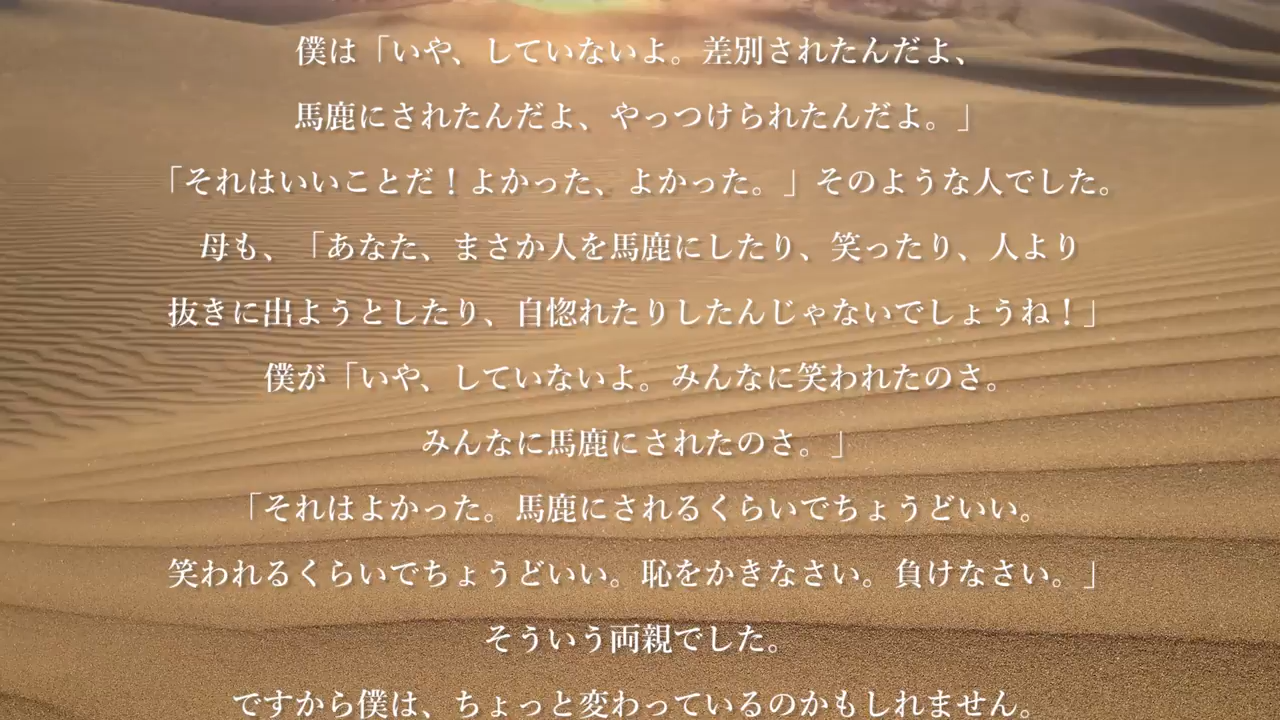 僕は「いや、していないよ。差別されたんだよ、
馬鹿にされたんだよ、やっつけられたんだよ。」
「それはいいことだ！よかった、よかった。」そのような人でした。
母も、「あなた、まさか人を馬鹿にしたり、笑ったり、人より
抜きに出ようとしたり、自惚れたりしたんじゃないでしょうね！」
僕が「いや、していないよ。みんなに笑われたのさ。
みんなに馬鹿にされたのさ。」
「それはよかった。馬鹿にされるくらいでちょうどいい。
笑われるくらいでちょうどいい。恥をかきなさい。負けなさい。」
そういう両親でした。
ですから僕は、ちょっと変わっているのかもしれません。